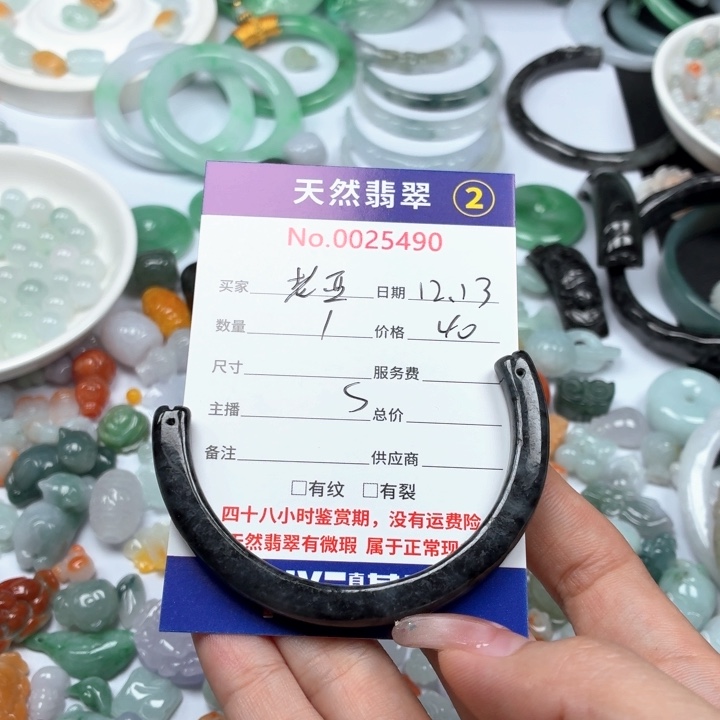 天然翡翠 ②
No.0025490
买家 老亚 日期 12.13
数量 1 价格 40
尺寸 服务费
主播 S 总价
备注 供应商
□有纹 □有裂
四十八小时鉴赏期，没有运费险
然翡翠有微瑕 属于正常现